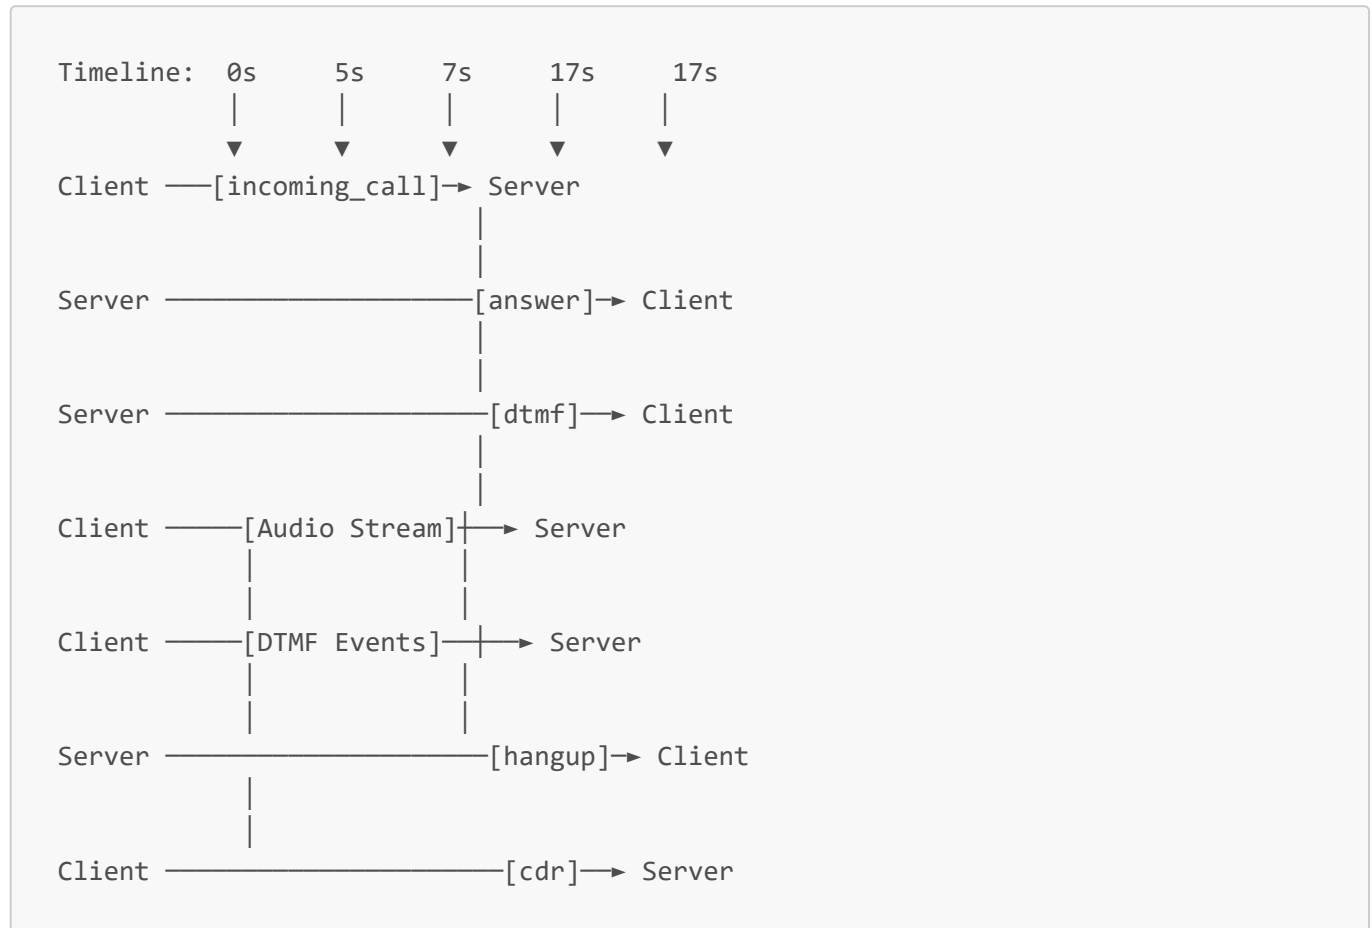 Timeline:  0s     5s     7s     17s     17s
           │      │      │      │      │
           ▼      ▼      ▼      ▼      ▼
Client ───[incoming_call]─► Server
                           │
                           │
Server ────────────────────[answer]─► Client
                           │
                           │
Server ─────────────────────[dtmf]──► Client
                           │
                           │
Client ─────[Audio Stream]┼──► Server
            │             │
            │             │
Client ─────[DTMF Events]──┼──► Server
            │             │
            │             │
Server ─────────────────────[hangup]─► Client
            │
            │
Client ──────────────────────[cdr]──► Server